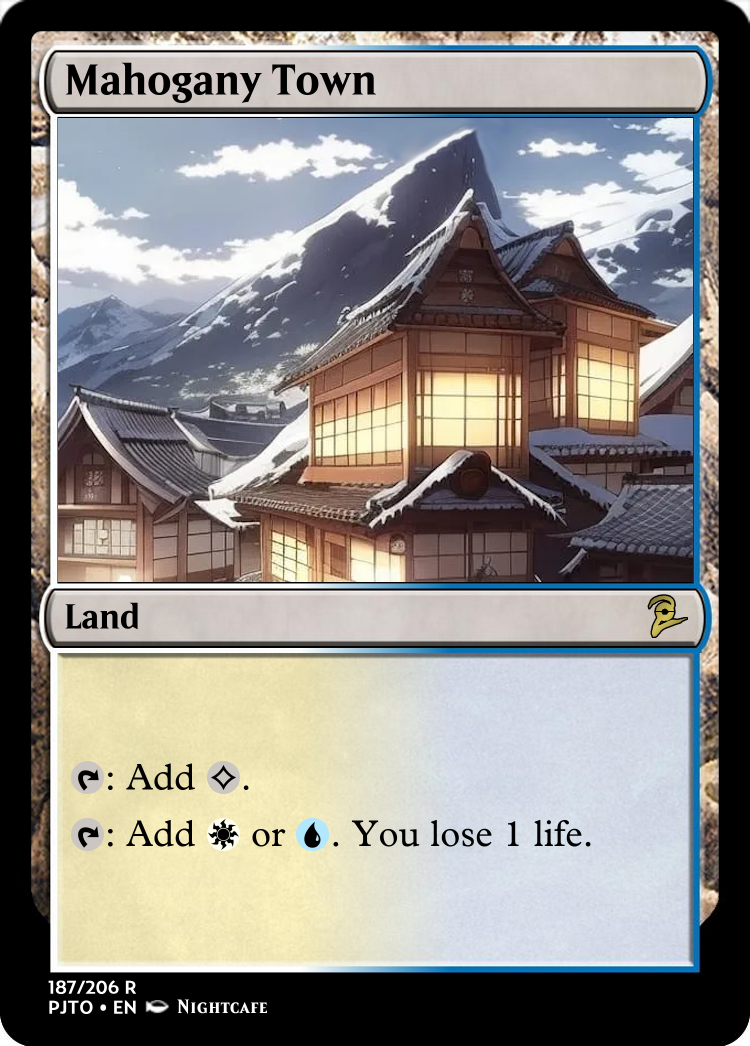 Mahogany Town
Land
: Add .
: Add or . You lose 1 life.
187/206 R
PJTO • EN Nightcafe